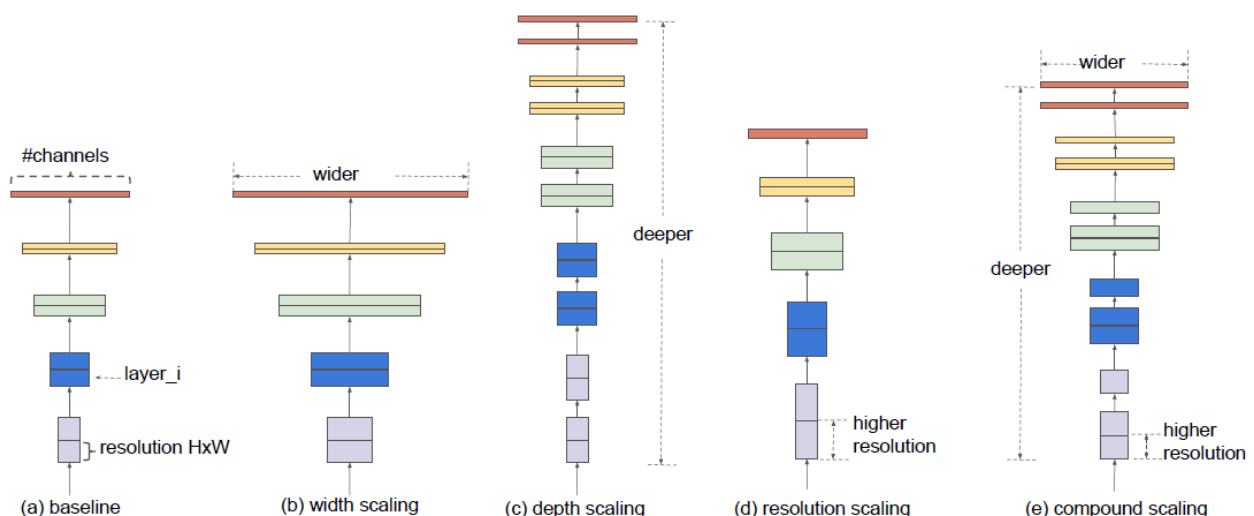 #channels
layer_i
resolution HxW
(a) baseline
wider
(b) width scaling
deeper
(c) depth scaling
higher
resolution
(d) resolution scaling
wider
deeper
higher
resolution
(e) compound scaling